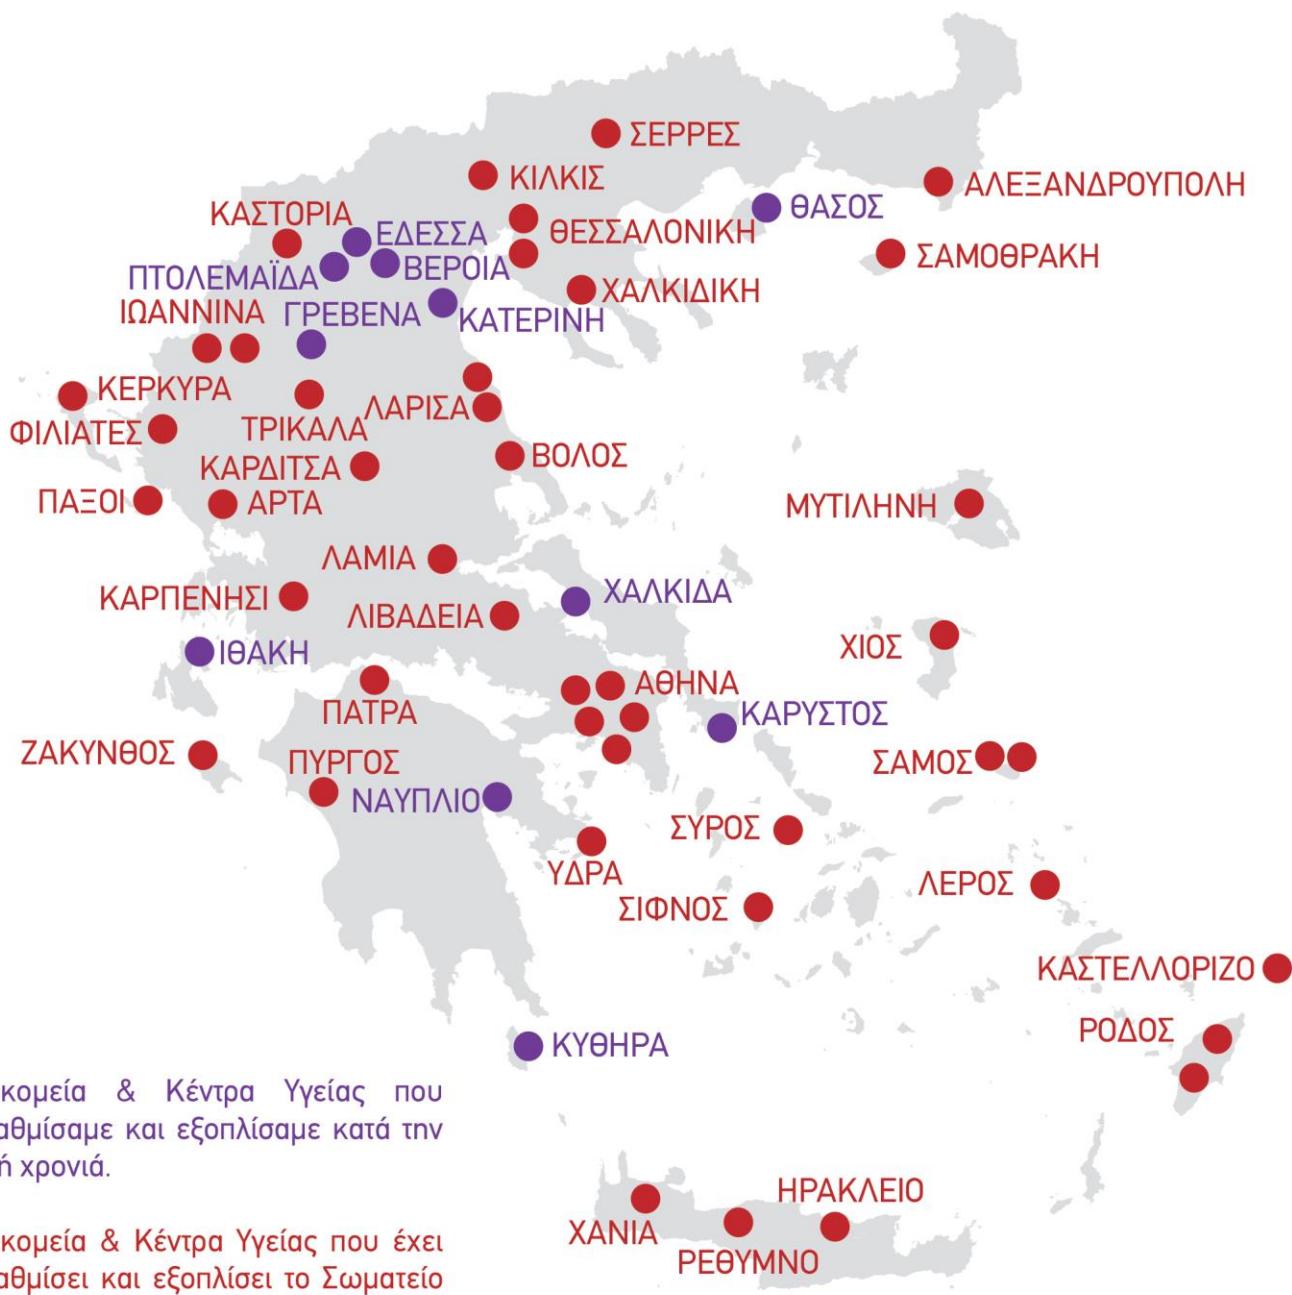 ΣΕΡΡΕΣ
ΚΙΛΚΙΣ
ΑΛΕΞΑΝΔΡΟΥΠΟΛΗ
ΘΑΣΟΣ
ΚΑΣΤΟΡΙΑ
ΕΔΕΣΣΑ
ΘΕΣΣΑΛΟΝΙΚΗ
ΣΑΜΟΘΡΑΚΗ
ΠΤΟΛΕΜΑΪΔΑ
ΒΕΡΟΙΑ
ΧΑΛΚΙΔΙΚΗ
ΙΩΑΝΝΙΝΑ
ΓΡΕΒΕΝΑ
ΚΑΤΕΡΙΝΗ
ΚΕΡΚΥΡΑ
ΛΑΡΙΣΑ
ΦΙΛΙΑΤΕΣ
ΤΡΙΚΑΛΑ
ΒΟΛΟΣ
ΚΑΡΔΙΤΣΑ
ΠΑΞΟΙ
ΑΡΤΑ
ΜΥΤΙΛΗΝΗ
ΛΑΜΙΑ
ΧΑΛΚΙΔΑ
ΚΑΡΠΕΝΗΣΙ
ΛΙΒΑΔΕΙΑ
ΙΘΑΚΗ
ΧΙΟΣ
ΑΘΗΝΑ
ΠΑΤΡΑ
ΚΑΡΥΣΤΟΣ
ΖΑΚΥΝΘΟΣ
ΠΥΡΓΟΣ
ΣΑΜΟΣ
ΝΑΥΠΛΙΟ
ΣΥΡΟΣ
ΥΔΡΑ
ΛΕΡΟΣ
ΣΙΦΝΟΣ
ΚΑΣΤΕΛΛΟΡΙΖΟ
ΡΟΔΟΣ
ΚΥΘΗΡΑ
κομεία & Κέντρα Υγείας που
αθμίσαμε και εξοπλίσαμε κατά την
ή χρονιά.
κομεία & Κέντρα Υγείας που έχει
αθμίσει και εξοπλίσει το Σωματείο
ΗΡΑΚΛΕΙΟ
ΧΑΝΙΑ
ΡΕΘΥΜΝΟ